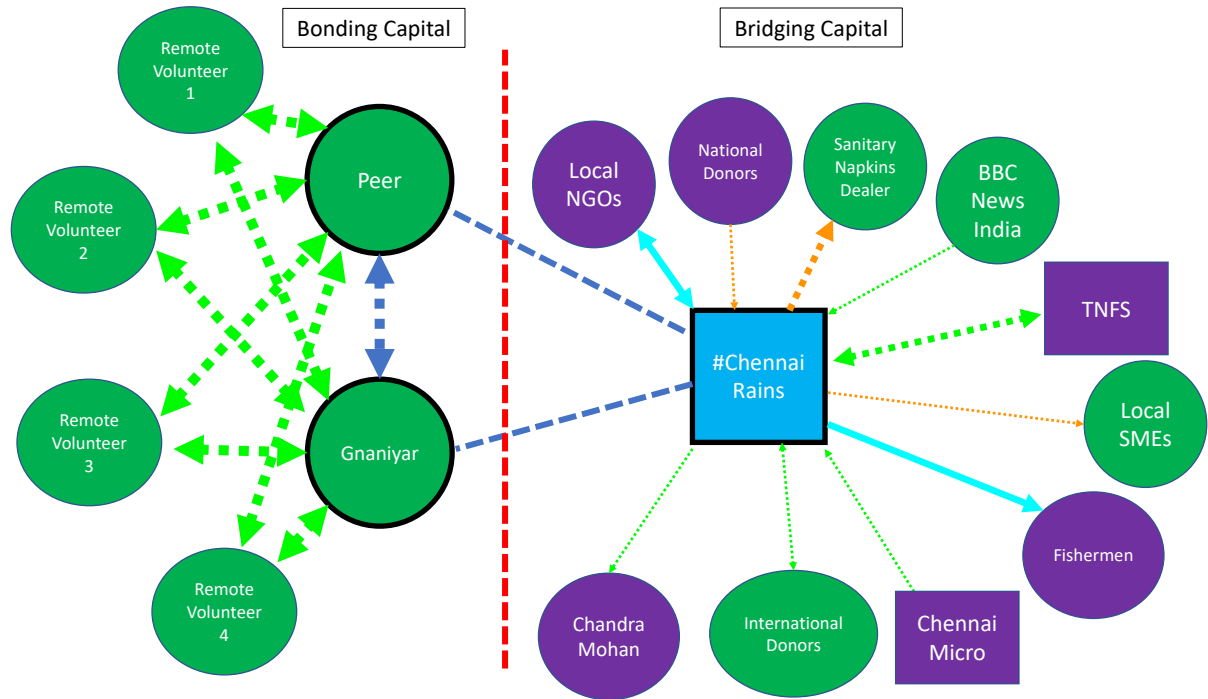 Bonding Capital
Bridging Capital
Remote
Volunteer
1
Peer
Local
NGOs
National
Donors
Sanitary
Napkins
Dealer
BBC
News
India
Remote
Volunteer
2
TNFS
#Chennai
Rains
Remote
Volunteer
3
Gnaniyar
Local
SMEs
Fishermen
Remote
Volunteer
4
Chandra
Mohan
International
Donors
Chennai
Micro